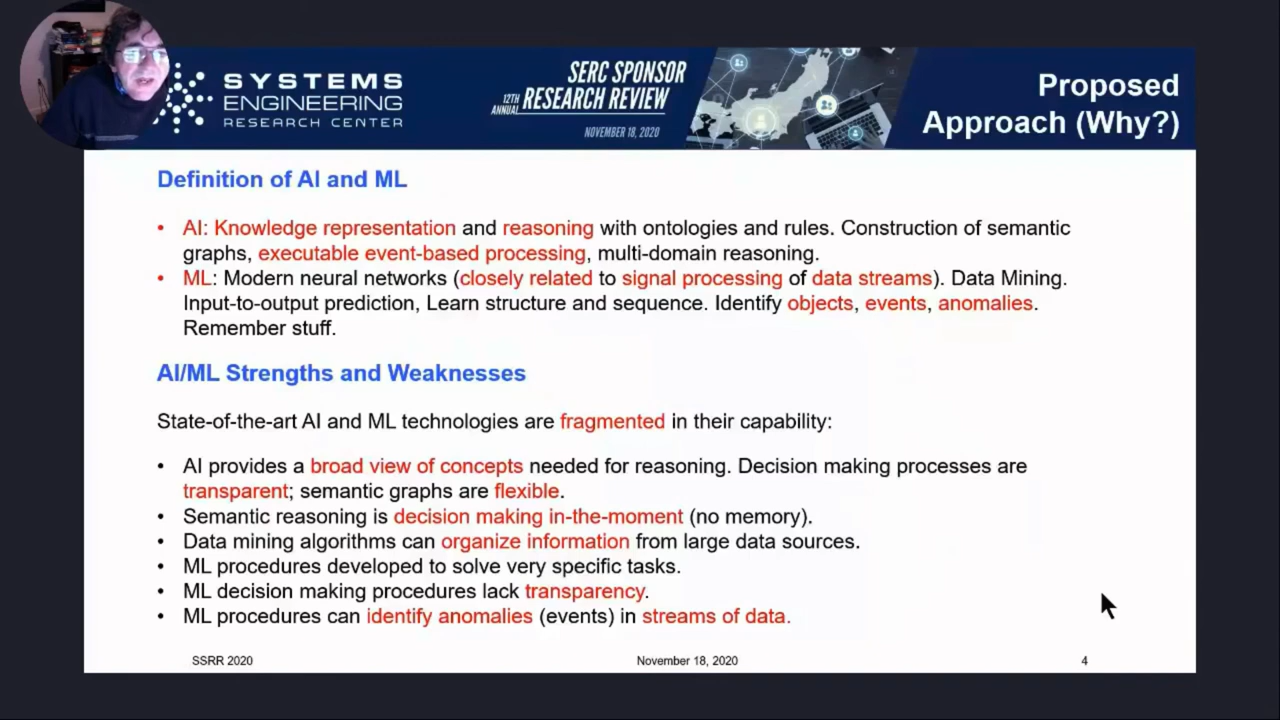 SYSTEMS
ENGINEERING
RESEARCH CENTER
SERC SPONSOR
12TH ANNUAL RESEARCH REVIEW
NOVEMBER 18, 2020
Proposed
Approach (Why?)
Definition of AI and ML
• AI: Knowledge representation and reasoning with ontologies and rules. Construction of semantic
graphs, executable event-based processing, multi-domain reasoning.
• ML: Modern neural networks (closely related to signal processing of data streams). Data Mining.
Input-to-output prediction, Learn structure and sequence. Identify objects, events, anomalies.
Remember stuff.
AI/ML Strengths and Weaknesses
State-of-the-art AI and ML technologies are fragmented in their capability:
• AI provides a broad view of concepts needed for reasoning. Decision making processes are
transparent; semantic graphs are flexible.
• Semantic reasoning is decision making in-the-moment (no memory).
• Data mining algorithms can organize information from large data sources.
• ML procedures developed to solve very specific tasks.
• ML decision making procedures lack transparency.
• ML procedures can identify anomalies (events) in streams of data.
SSRR 2020
November 18, 2020
4